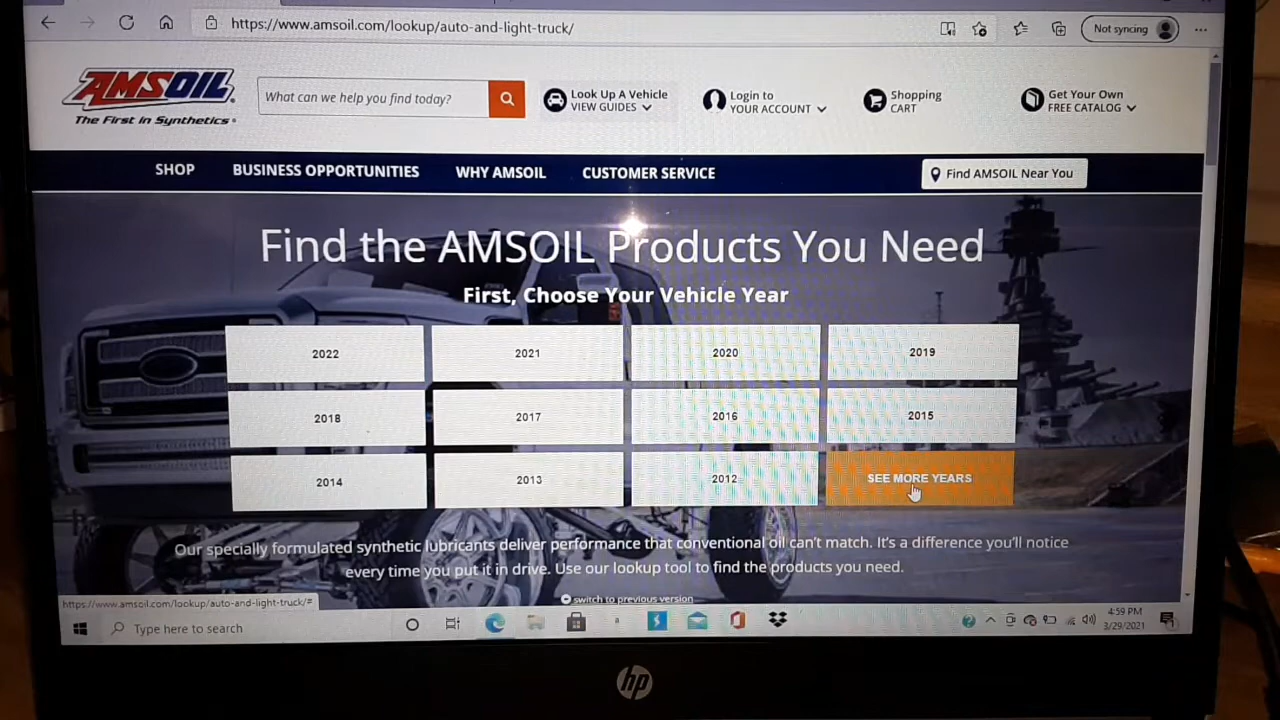 https://www.amsoil.com/lookup/auto-and-light-truck/
Not syncing
AMSOIL
The First in Synthetics
What can we help you find today?
Look Up A Vehicle
VIEW GUIDES
Login to
YOUR ACCOUNT
Shopping
CART
Get Your Own
FREE CATALOG
SHOP
BUSINESS OPPORTUNITIES
WHY AMSOIL
CUSTOMER SERVICE
Find AMSOIL Near You
Find the AMSOIL Products You Need
First, Choose Your Vehicle Year
2022
2021
2020
2019
2018
2017
2016
2015
2014
2013
2012
SEE MORE YEARS
Our specially formulated synthetic lubricants deliver performance that conventional oil can't match. It's a difference you'll notice
every time you put it in drive. Use our lookup tool to find the products you need.
switch to previous version
https://www.amsoil.com/lookup/auto-and-light-truck/#
Type here to search
a
4:59 PM
3/29/2021
hp